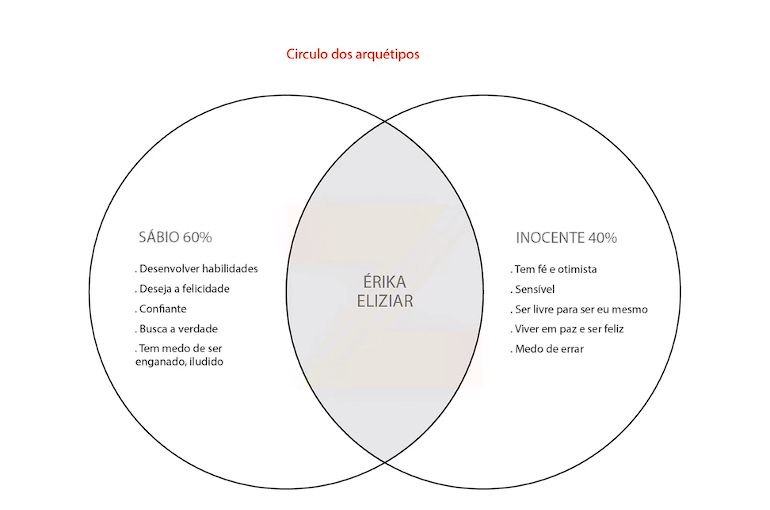 Circulo dos arquétipos
SÁBIO 60%
. Desenvolver habilidades
. Deseja a felicidade
. Confiante
. Busca a verdade
. Tem medo de ser
enganado, iludido
ÉRIKA
ELIZIAR
INOCENTE 40%
. Tem fé e otimista
. Sensível
. Ser livre para ser eu mesmo
. Viver em paz e ser feliz
. Medo de errar